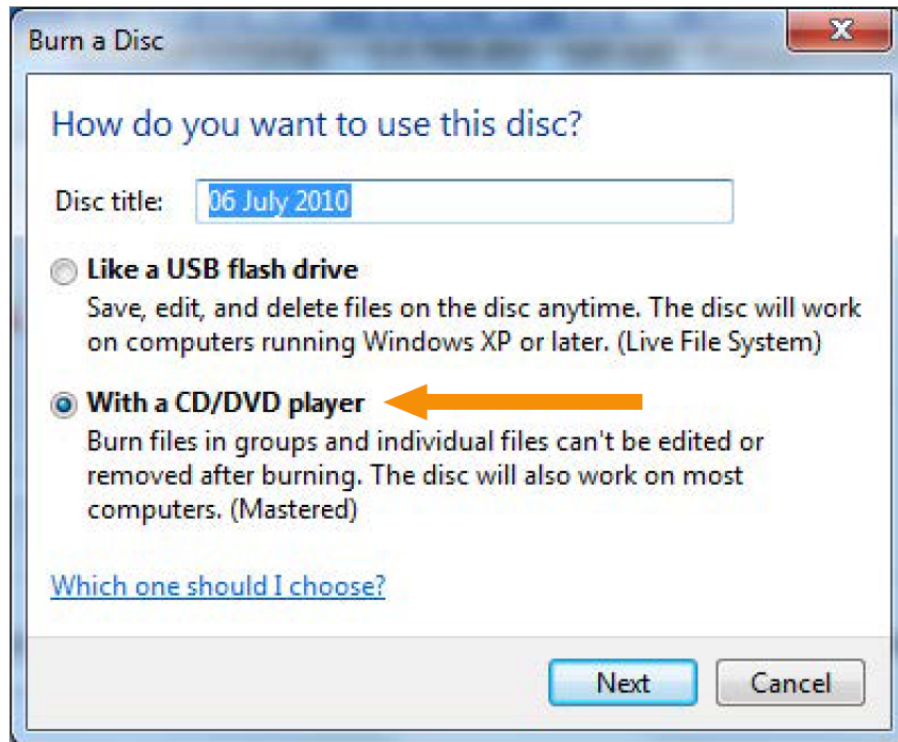 Burn a Disc
How do you want to use this disc?
Disc title: 06 July 2010
Like a USB flash drive
Save, edit, and delete files on the disc anytime. The disc will work
on computers running Windows XP or later. (Live File System)
With a CD/DVD player
Burn files in groups and individual files can't be edited or
removed after burning. The disc will also work on most
computers. (Mastered)
Which one should I choose?
Next Cancel